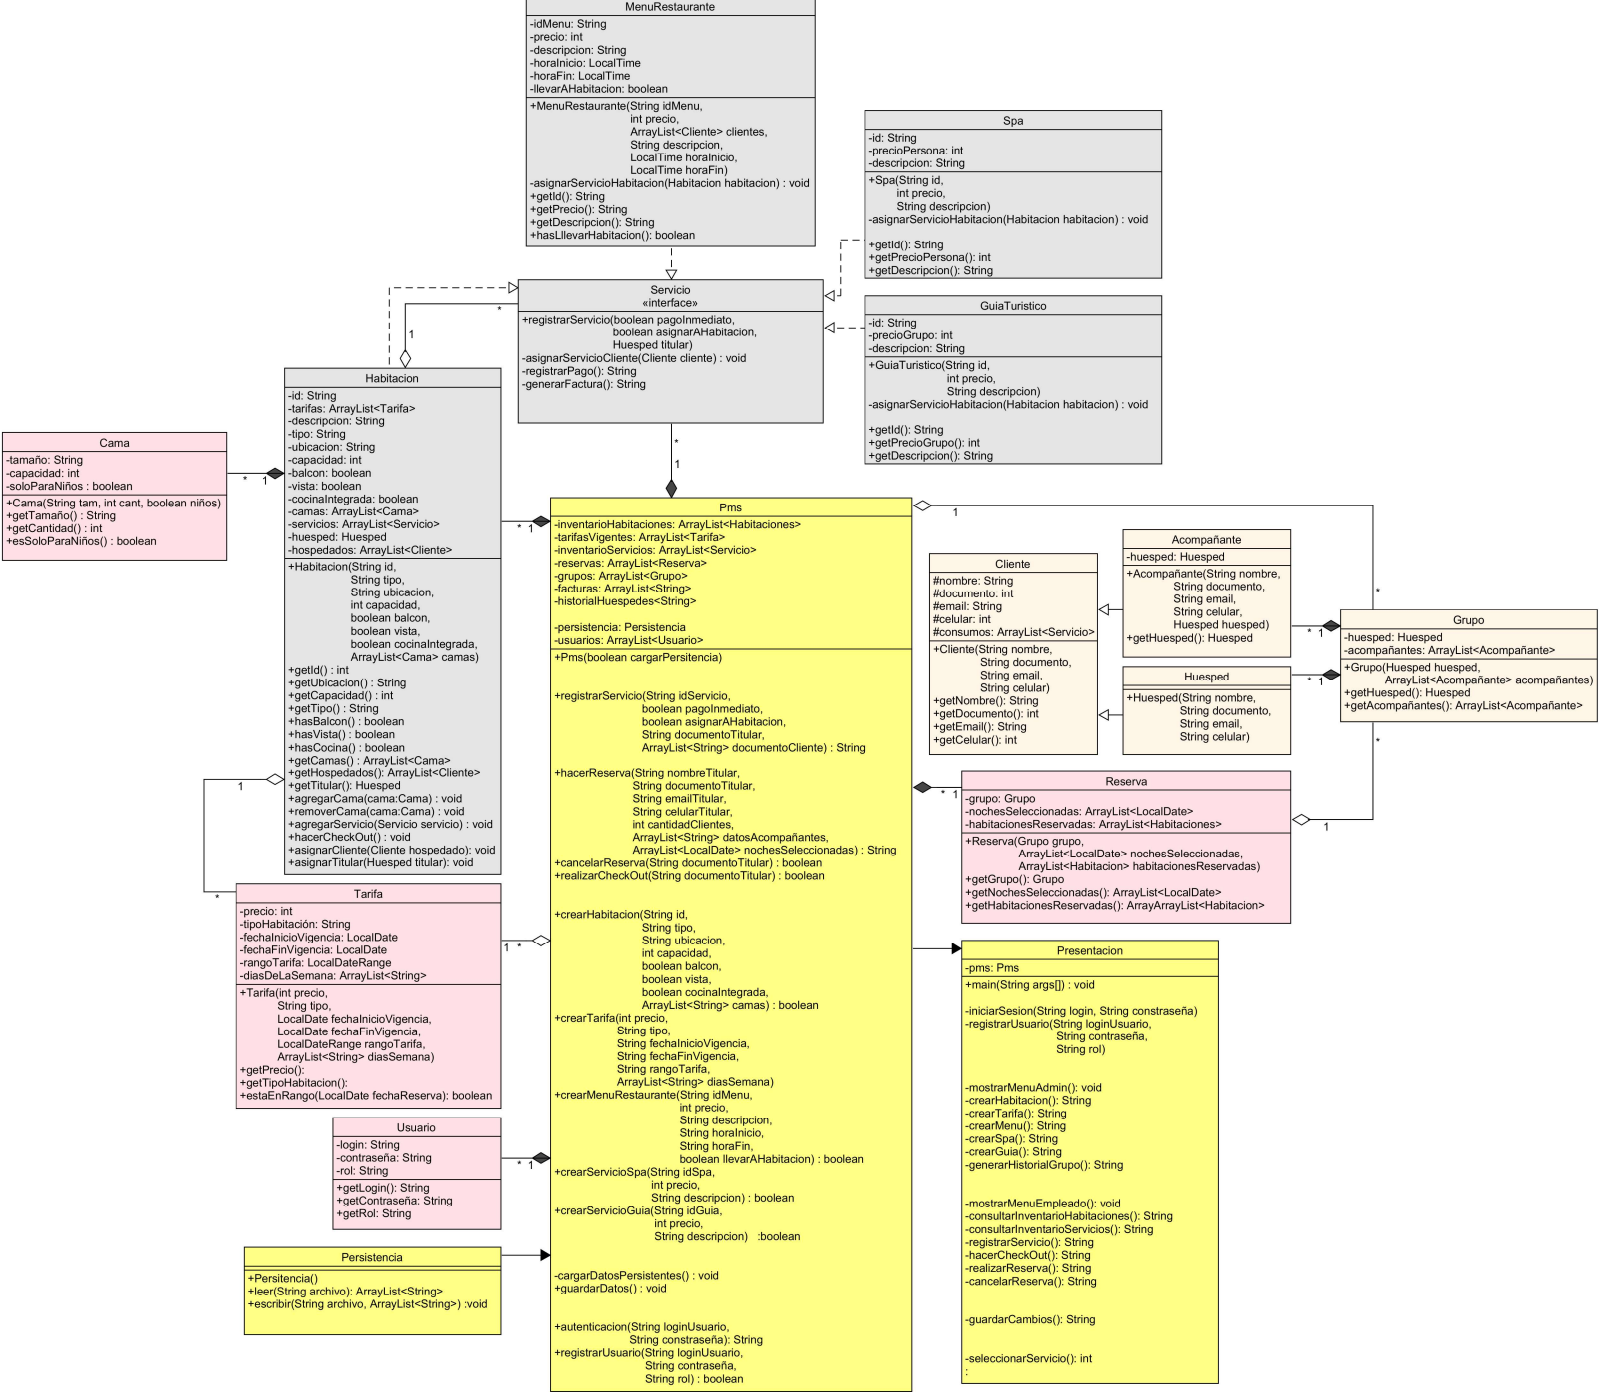 MenuRestaurante
-idMenu: String
-precio: int
-descripcion: String
-horaInicio: LocalTime
-horaFin: LocalTime
-llevarAHabitacion: boolean
+MenuRestaurante(String idMenu,
int precio,
ArrayList<Cliente> clientes,
String descripcion,
LocalTime horaInicio,
LocalTime horaFin)
-asignarServicioHabitacion(Habitacion habitacion) : void
+getId(): String
+getPrecio(): String
+getDescripcion(): String
+hasLllevarHabitacion(): boolean
Spa
-id: String
-precioPersona: int
-descripcion: String
+Spa(String id,
int precio,
String descripcion)
-asignarServicioHabitacion(Habitacion habitacion) : void
+getId(): String
+getPrecioPersona(): int
+getDescripcion(): String
Servicio
«interface»
+registrarServicio(boolean pagoInmediato,
boolean asignarAHabitacion,
Huesped titular)
-asignarServicioCliente(Cliente cliente) : void
-registrarPago(): String
-generarFactura(): String
*
1
*
1
GuiaTuristico
-id: String
-precioGrupo: int
-descripcion: String
+GuiaTuristico(String id,
int precio,
String descripcion)
-asignarServicioHabitacion(Habitacion habitacion) : void
+getId(): String
+getPrecioGrupo(): int
+getDescripcion(): String
Habitacion
-id: String
-tarifas: ArrayList<Tarifa>
-descripcion: String
-tipo: String
-ubicacion: String
-capacidad: int
-balcon: boolean
-vista: boolean
-cocinaIntegrada: boolean
-camas: ArrayList<Cama>
-servicios: ArrayList<Servicio>
-huesped: Huesped
-hospedados: ArrayList<Cliente>
+Habitacion(String id,
String tipo,
String ubicacion,
int capacidad,
boolean balcon,
boolean vista,
boolean cocinaIntegrada,
ArrayList<Cama> camas)
+getId() : int
+getUbicacion() : String
+getCapacidad() : int
+getTipo() : String
+hasBalcon() : boolean
+hasVista() : boolean
+hasCocina() : boolean
+getCamas() : ArrayList<Cama>
+getHospedados(): ArrayList<Cliente>
+getTitular(): Huesped
+agregarCama(cama:Cama) : void
+removerCama(cama:Cama) : void
+agregarServicio(Servicio servicio) : void
+hacerCheckOut() : void
+asignarCliente(Cliente hospedado): void
+asignarTitular(Huesped titular): void
Cama
-tamaño: String
-capacidad: int
-soloParaNiños : boolean
+Cama(String tam, int cant, boolean niños)
+getTamaño() : String
+getCantidad() : int
+esSoloParaNiños() : boolean
* 1
* 1
Pms
-inventarioHabitaciones: ArrayList<Habitaciones>
-tarifasVigentes: ArrayList<Tarifa>
-inventarioServicios: ArrayList<Servicio>
-reservas: ArrayList<Reserva>
-grupos: ArrayList<Grupo>
-facturas: ArrayList<String>
-historialHuespedes<String>
-persistencia: Persistencia
-usuarios: ArrayList<Usuario>
+Pms(boolean cargarPersitencia)
+registrarServicio(String idServicio,
boolean pagoInmediato,
boolean asignarAHabitacion,
String documentoTitular,
ArrayList<String> documentoCliente) : String
+hacerReserva(String nombreTitular,
String documentoTitular,
String emailTitular,
String celularTitular,
int cantidadClientes,
ArrayList<String> datosAcompañantes,
ArrayList<LocalDate> nochesSeleccionadas) : String
+cancelarReserva(String documentoTitular) : boolean
+realizarCheckOut(String documentoTitular) : boolean
+crearHabitacion(String id,
String tipo,
String ubicacion,
int capacidad,
boolean balcon,
boolean vista,
boolean cocinaIntegrada,
ArrayList<String> camas) : boolean
+crearTarifa(int precio,
String tipo,
String fechaInicioVigencia,
String fechaFinVigencia,
String rangoTarifa,
ArrayList<String> diasSemana)
+crearMenuRestaurante(String idMenu,
int precio,
String descripcion,
String horaInicio,
String horaFin,
boolean llevarAHabitacion) : boolean
+crearServicioSpa(String idSpa,
int precio,
String descripcion) : boolean
+crearServicioGuia(String idGuia,
int precio,
String descripcion) :boolean
-cargarDatosPersistentes() : void
+guardarDatos() : void
+autenticacion(String loginUsuario,
String constraseña): String
+registrarUsuario(String loginUsuario,
String contraseña,
String rol) : boolean
1
*
Cliente
#nombre: String
#documento: int
#email: String
#celular: int
#consumos: ArrayList<Servicio>
+Cliente(String nombre,
String documento,
String email,
String celular)
+getNombre(): String
+getDocumento(): int
+getEmail(): String
+getCelular(): int
Acompañante
-huesped: Huesped
+Acompañante(String nombre,
String documento,
String email,
String celular,
Huesped huesped)
+getHuesped(): Huesped
* 1
Huesped
+Huesped(String nombre,
String documento,
String email,
String celular)
* 1
Grupo
-huesped: Huesped
-acompañantes: ArrayList<Acompañante>
+Grupo(Huesped huesped,
ArrayList<Acompañante> acompañantes)
+getHuesped(): Huesped
+getAcompañantes(): ArrayList<Acompañante>
*
1
* 1
Reserva
-grupo: Grupo
-nochesSeleccionadas: ArrayList<LocalDate>
-habitacionesReservadas: ArrayList<Habitaciones>
+Reserva(Grupo grupo,
ArrayList<LocalDate> nochesSeleccionadas,
ArrayList<Habitacion> habitacionesReservadas)
+getGrupo(): Grupo
+getNochesSeleccionadas(): ArrayList<LocalDate>
+getHabitacionesReservadas(): ArrayArrayList<Habitacion>
1
*
Tarifa
-precio: int
-tipoHabitación: String
-fechaInicioVigencia: LocalDate
-fechaFinVigencia: LocalDate
-rangoTarifa: LocalDateRange
-diasDeLaSemana: ArrayList<String>
+Tarifa(int precio,
String tipo,
LocalDate fechaInicioVigencia,
LocalDate fechaFinVigencia,
LocalDateRange rangoTarifa,
ArrayList<String> diasSemana)
+getPrecio():
+getTipoHabitacion():
+estaEnRango(LocalDate fechaReserva): boolean
1 *
Usuario
-login: String
-contraseña: String
-rol: String
+getLogin(): String
+getContraseña: String
+getRol: String
* 1
Persistencia
+Persitencia()
+leer(String archivo): ArrayList<String>
+escribir(String archivo, ArrayList<String>) :void
Presentacion
-pms: Pms
+main(String args[]) : void
-iniciarSesion(String login, String constraseña)
-registrarUsuario(String loginUsuario,
String contraseña,
String rol)
-mostrarMenuAdmin(): void
-crearHabitacion(): String
-crearTarifa(): String
-crearMenu(): String
-crearSpa(): String
-crearGuia(): String
-generarHistorialGrupo(): String
-mostrarMenuEmpleado(): void
-consultarInventarioHabitaciones(): String
-consultarInventarioServicios(): String
-registrarServicio(): String
-hacerCheckOut(): String
-realizarReserva(): String
-cancelarReserva(): String
-guardarCambios(): String
-seleccionarServicio(): int
: